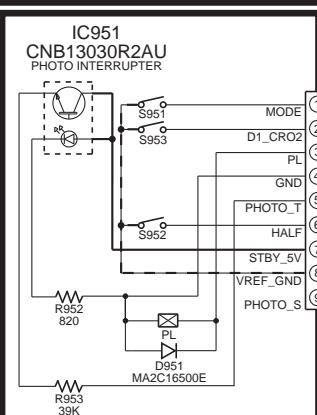 IC951
CNB13030R2AU
PHOTO INTERRUPTER
S951
MODE
1
S953
D1_CRO2
2
PL
3
GND
4
PHOTO_T
5
S952
HALF
6
STBY_5V
7
VREF_GND
8
PHOTO_S
9
R952
820
PL
D951
MA2C16500E
R953
39K